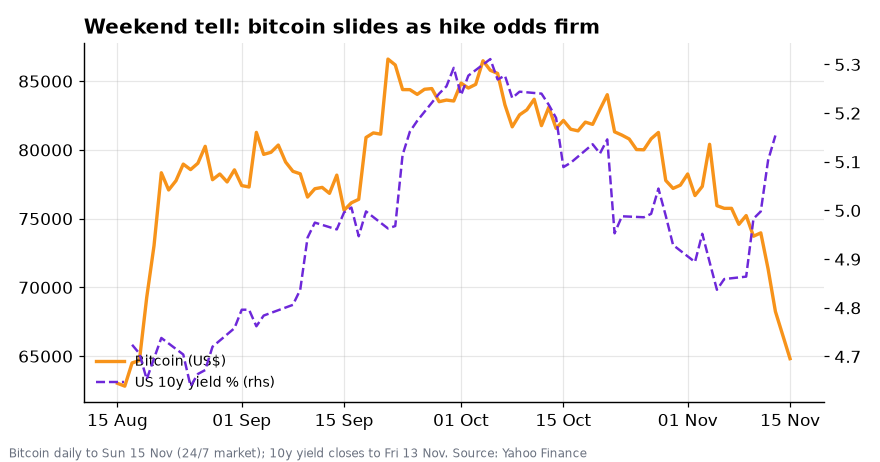 Weekend tell: bitcoin slides as hike odds firm
85000
80000
75000
70000
65000
5.3
5.2
5.1
5.0
4.9
4.8
4.7
Bitcoin (US$)
US 10y yield % (rhs)
15 Aug 01 Sep 15 Sep 01 Oct 15 Oct 01 Nov 15 Nov
Bitcoin daily to Sun 15 Nov (24/7 market); 10y yield closes to Fri 13 Nov. Source: Yahoo Finance